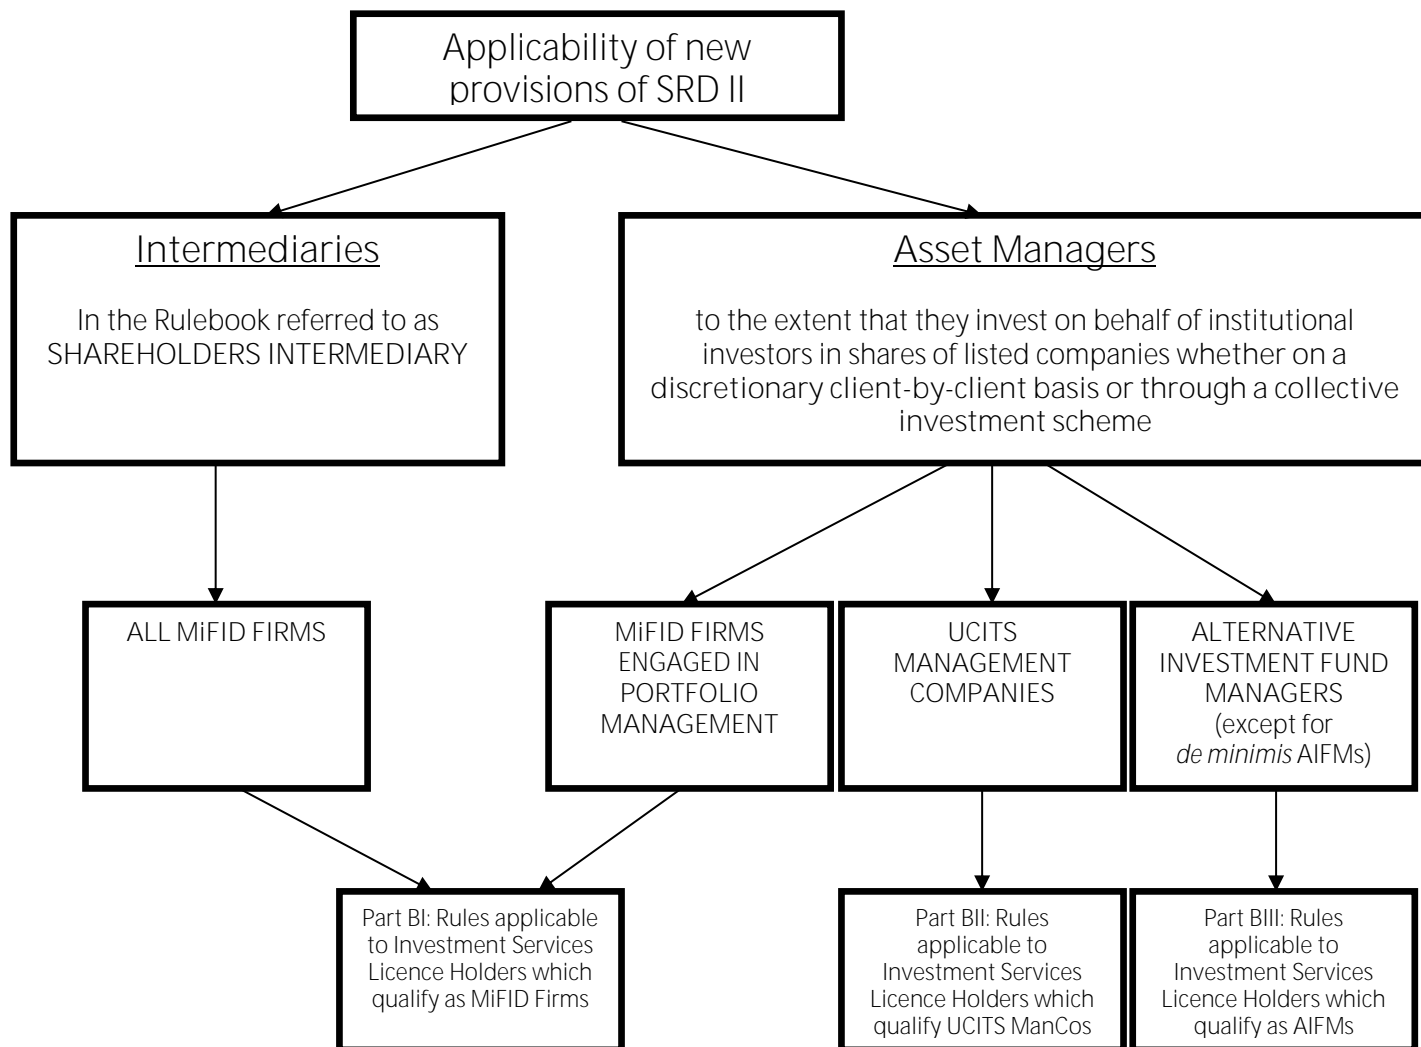 Applicability of new
provisions of SRD II
Intermediaries
In the Rulebook referred to as
SHAREHOLDERS INTERMEDIARY
Asset Managers
to the extent that they invest on behalf of institutional
investors in shares of listed companies whether on a
discretionary client-by-client basis or through a collective
investment scheme
ALL MiFID FIRMS
MiFID FIRMS
ENGAGED IN
PORTFOLIO
MANAGEMENT
UCITS
MANAGEMENT
COMPANIES
ALTERNATIVE
INVESTMENT FUND
MANAGERS
(except for
de minimis AIFMs)
Part BI: Rules applicable
to Investment Services
Licence Holders which
qualify as MiFID Firms
Part BII: Rules
applicable to
Investment Services
Licence Holders which
qualify UCITS ManCos
Part BIII: Rules
applicable to
Investment Services
Licence Holders which
qualify as AIFMs